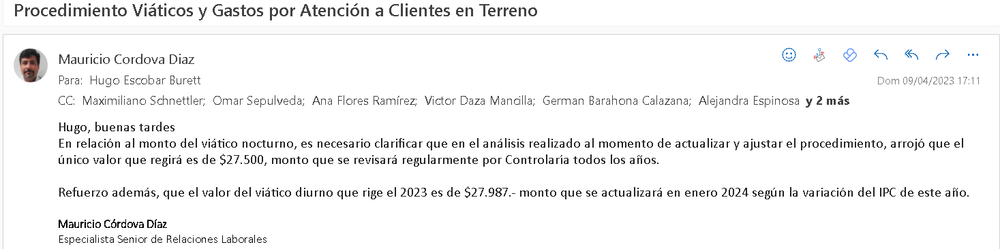 Procedimiento Viáticos y Gastos por Atención a Clientes en Terreno
Mauricio Cordova Diaz
Para: Hugo Escobar Burett
Dom 09/04/2023 17:11
CC: Maximiliano Schnettler; Omar Sepulveda; Ana Flores Ramírez; Victor Daza Mancilla; German Barahona Calazana; Alejandra Espinosa y 2 más
Hugo, buenas tardes
En relación al monto del viático nocturno, es necesario clarificar que en el análisis realizado al momento de actualizar y ajustar el procedimiento, arrojó que el
único valor que regirá es de $27.500, monto que se revisará regularmente por Controlaría todos los años.
Refuerzo además, que el valor del viático diurno que rige el 2023 es de $27.987.- monto que se actualizará en enero 2024 según la variación del IPC de este año.
Mauricio Córdova Díaz
Especialista Senior de Relaciones Laborales